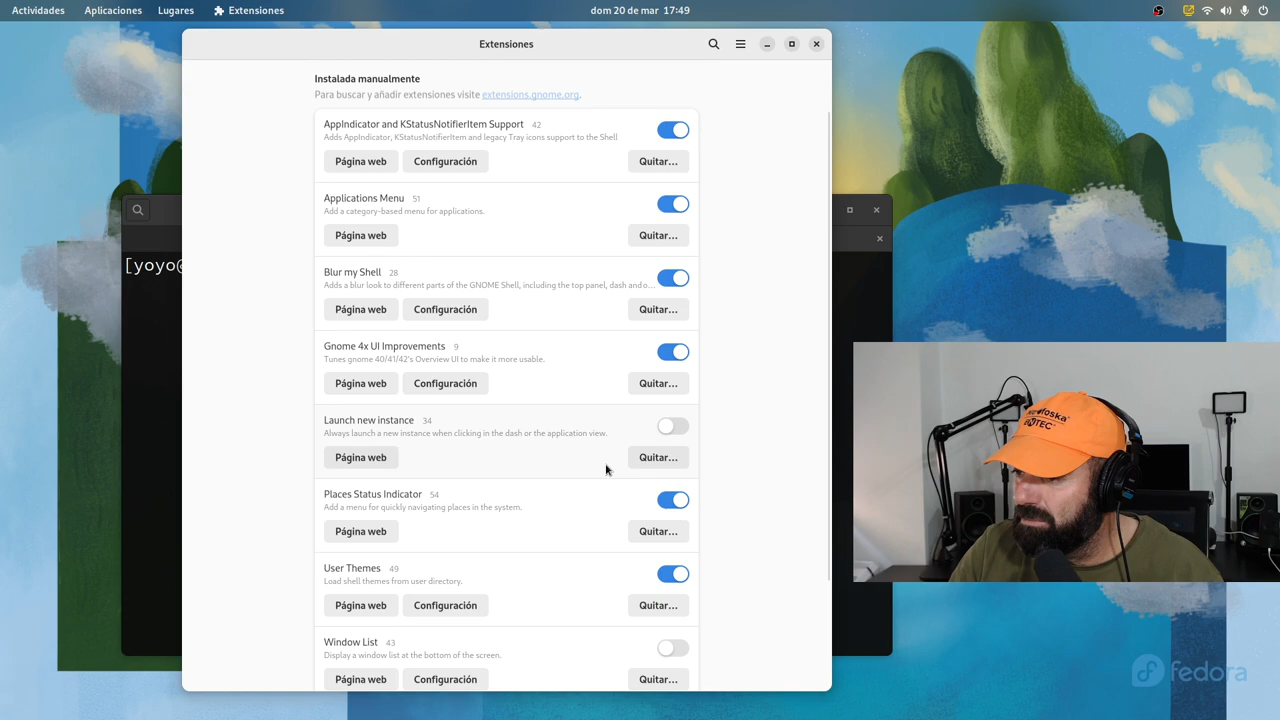 Actividades Aplicaciones Lugares Extensiones dom 20 de mar 17:49
Extensiones
Instalada manualmente
Para buscar y añadir extensiones visite extensions.gnome.org.
AppIndicator and KStatusNotifierItem Support 42
Adds AppIndicator, KStatusNotifierItem and legacy Tray icons support to the Shell
Página web Configuración Quitar...
Applications Menu 51
Add a category-based menu for applications.
Página web Quitar...
Blur my Shell 28
Adds a blur look to different parts of the GNOME Shell, including the top panel, dash and o...
Página web Configuración Quitar...
Gnome 4x UI Improvements 9
Tunes gnome 40/41/42's Overview UI to make it more usable.
Página web Configuración Quitar...
Launch new instance 34
Always launch a new instance when clicking in the dash or the application view.
Página web Quitar...
Places Status Indicator 54
Add a menu for quickly navigating places in the system.
Página web Quitar...
User Themes 49
Load shell themes from user directory.
Página web Configuración Quitar...
Window List 43
Display a window list at the bottom of the screen.
Página web Configuración Quitar...
[yoyo@
fedora